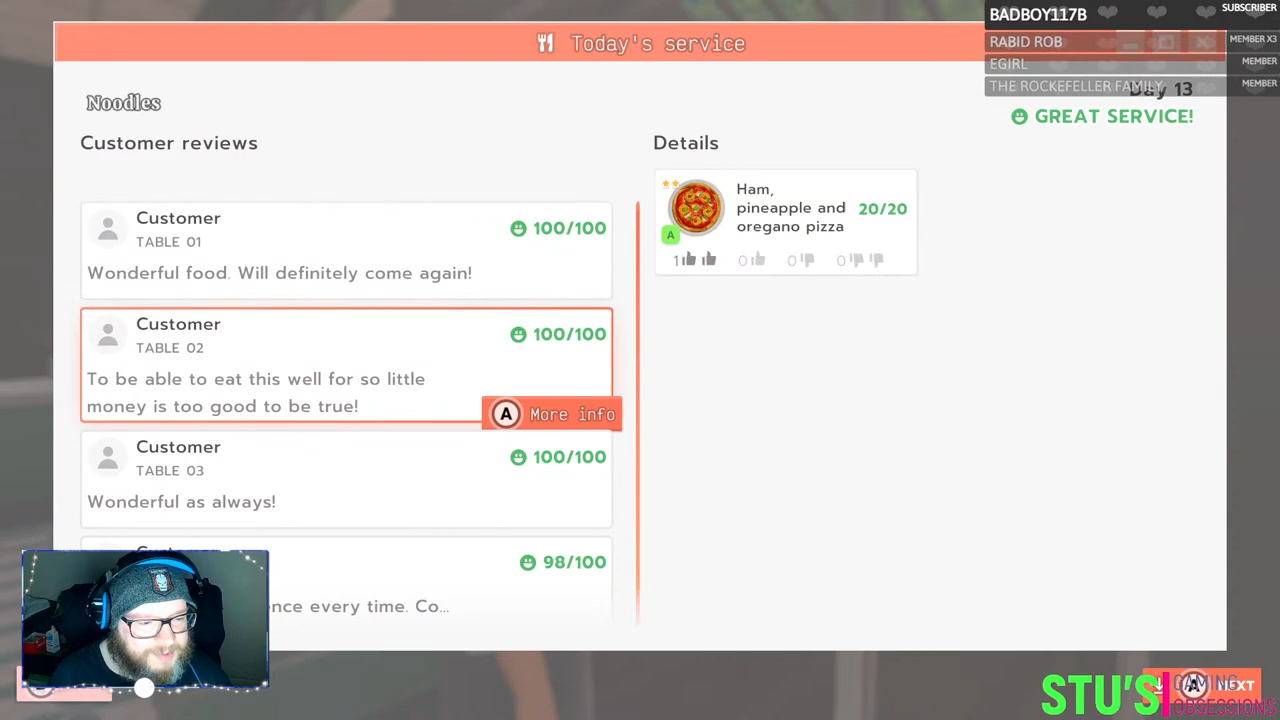 BADBOY117B
SUBSCRIBER
RABID ROB
MEMBER X3
EGIRL
MEMBER
THE ROCKEFELLER FAMILY
MEMBER
Today's service
Noodles
Day 13
GREAT SERVICE!
Customer reviews
Details
Customer
TABLE 01
100/100
Wonderful food. Will definitely come again!
Customer
TABLE 02
100/100
To be able to eat this well for so little
money is too good to be true!
A More info
Customer
TABLE 03
100/100
Wonderful as always!
98/100
ence every time. Co...
Ham,
pineapple and
oregano pizza
20/20
A
1
0
0
0
STU'S
GAMING
OBSESSIONS
A NEXT